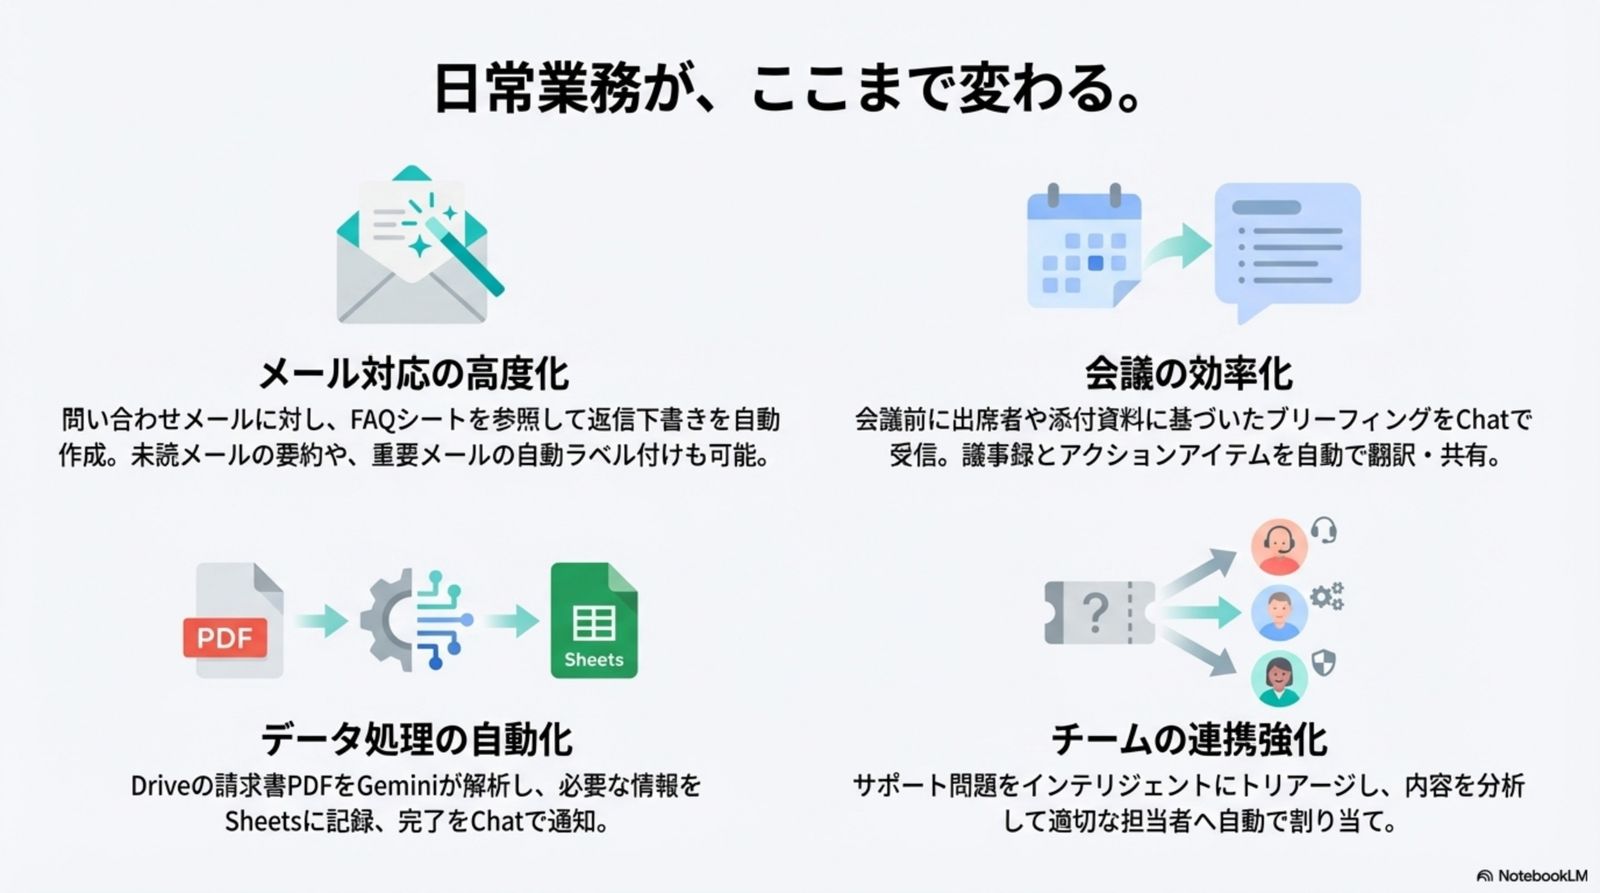 日常業務が、ここまで変わる。
メール対応の高度化
問い合わせメールに対し、FAQシートを参照して返信下書きを自動
作成。未読メールの要約や、重要メールの自動ラベル付けも可能。
会議の効率化
会議前に出席者や添付資料に基づいたブリーフィングをChatで
受信。議事録とアクションアイテムを自動で翻訳・共有。
PDF
Sheets
データ処理の自動化
Driveの請求書PDFをGeminiが解析し、必要な情報を
Sheetsに記録、完了をChatで通知。
?
チームの連携強化
サポート問題をインテリジェントにトリアージし、内容を分析
して適切な担当者へ自動で割り当て。
NotebookLM